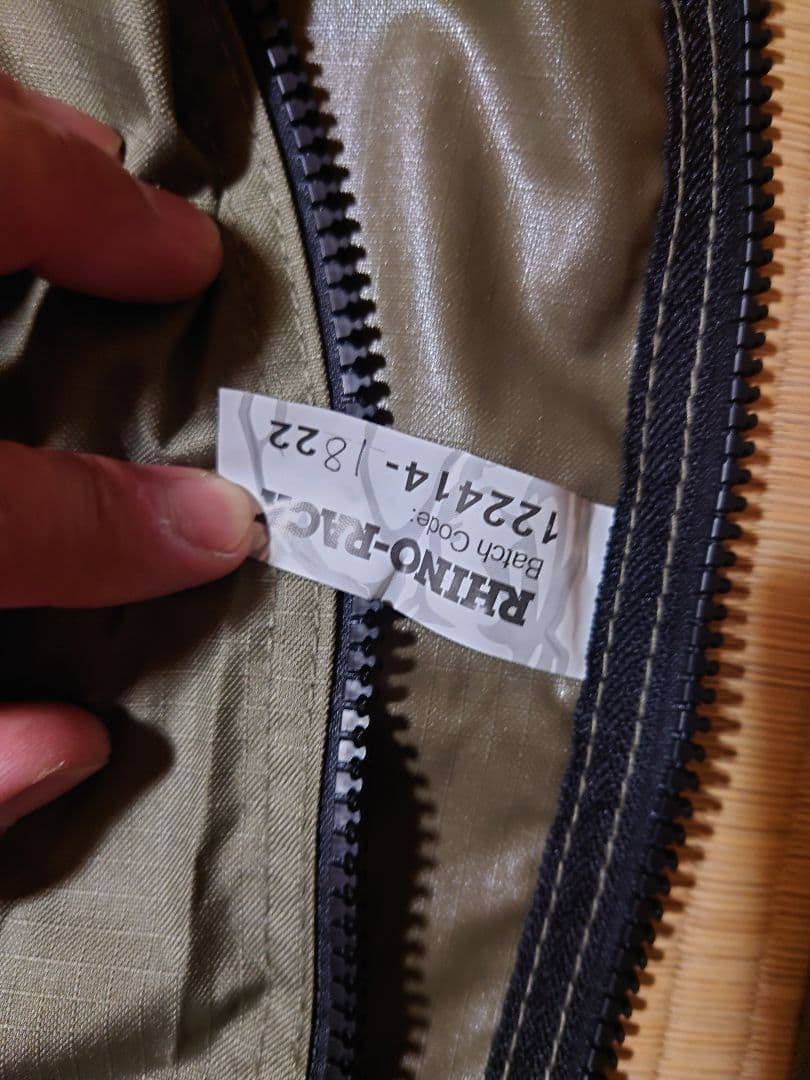 RHINO-RACK
Batch Code:
122414-1822